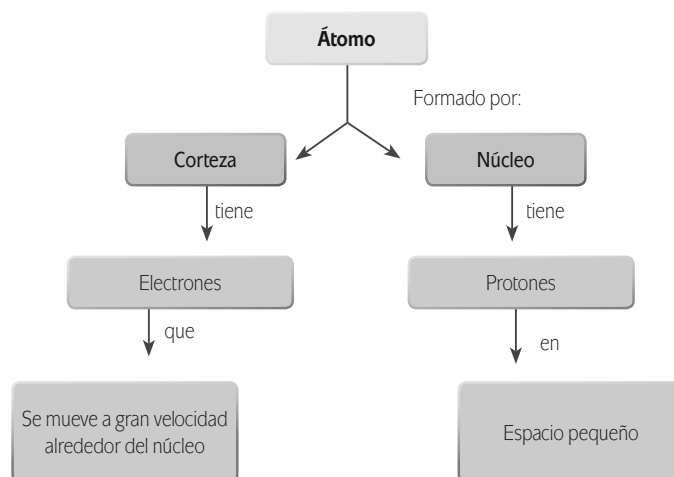 Átomo
Formado por:
Corteza
Núcleo
tiene
tiene
Electrones
Protones
que
en
Se mueve a gran velocidad
alrededor del núcleo
Espacio pequeño